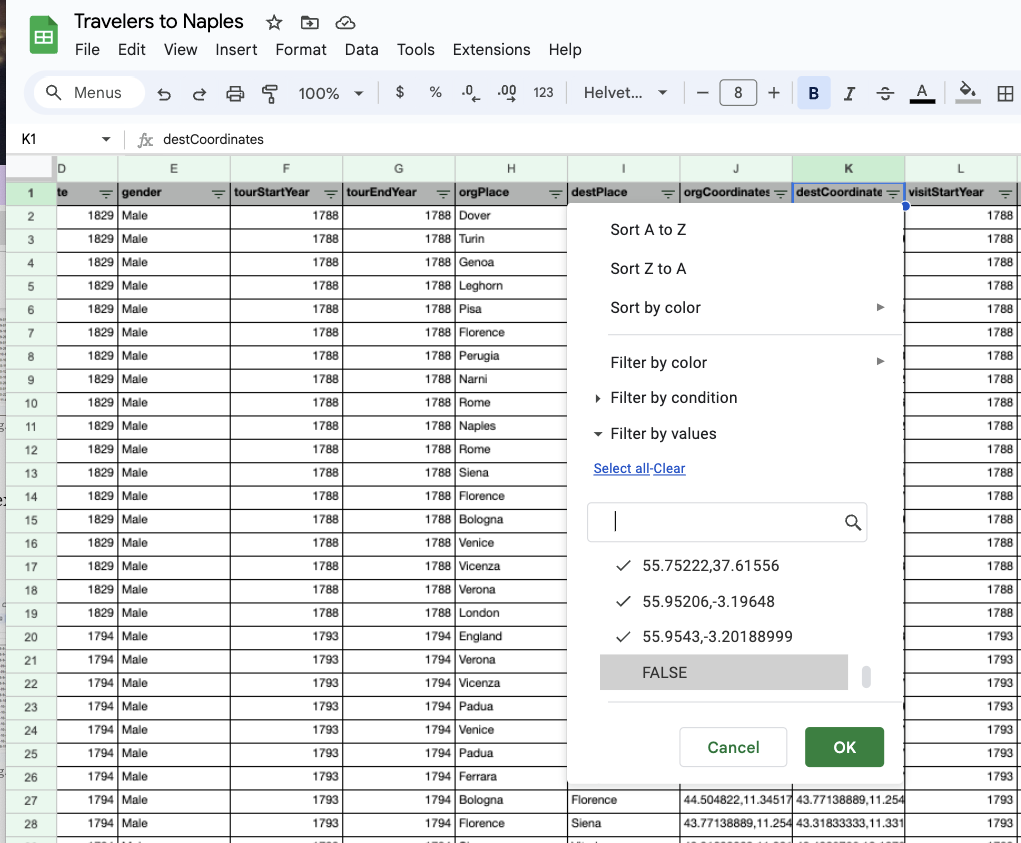 Travelers to Naples
File Edit View Insert Format Data Tools Extensions Help
Menus 100% $ % .0 .00 123 Helvet... − 8 + B I S A
K1 fx destCoordinates
D E F G H I J K L
1 te gender tourStartYear tourEndYear orgPlace destPlace orgCoordinates destCoordinate visitStartYear
2 1829 Male 1788 1788 Dover 1788
3 1829 Male 1788 1788 Turin 1788
4 1829 Male 1788 1788 Genoa 1788
5 1829 Male 1788 1788 Leghorn 1788
6 1829 Male 1788 1788 Pisa 1788
7 1829 Male 1788 1788 Florence 1788
8 1829 Male 1788 1788 Perugia 1788
9 1829 Male 1788 1788 Narni 1788
10 1829 Male 1788 1788 Rome 1788
11 1829 Male 1788 1788 Naples 1788
12 1829 Male 1788 1788 Rome 1788
13 1829 Male 1788 1788 Siena 1788
14 1829 Male 1788 1788 Florence 1788
15 1829 Male 1788 1788 Bologna 1788
16 1829 Male 1788 1788 Venice 1788
17 1829 Male 1788 1788 Vicenza 1788
18 1829 Male 1788 1788 Verona 1788
19 1829 Male 1788 1788 London 1788
20 1794 Male 1793 1794 England 1793
21 1794 Male 1793 1794 Verona 1793
22 1794 Male 1793 1794 Vicenza 1793
23 1794 Male 1793 1794 Padua 1793
24 1794 Male 1793 1794 Venice 1793
25 1794 Male 1793 1794 Padua 1793
26 1794 Male 1793 1794 Ferrara 1793
27 1794 Male 1793 1794 Bologna Florence 44.504822,11.34517 43.77138889,11.254 1793
28 1794 Male 1793 1794 Florence Siena 43.77138889,11.254 43.31833333,11.331 1793
Sort A to Z
Sort Z to A
Sort by color
Filter by color
Filter by condition
Filter by values
Select all-Clear
55.75222,37.61556
55.95206,-3.19648
55.9543,-3.20188999
FALSE
Cancel OK